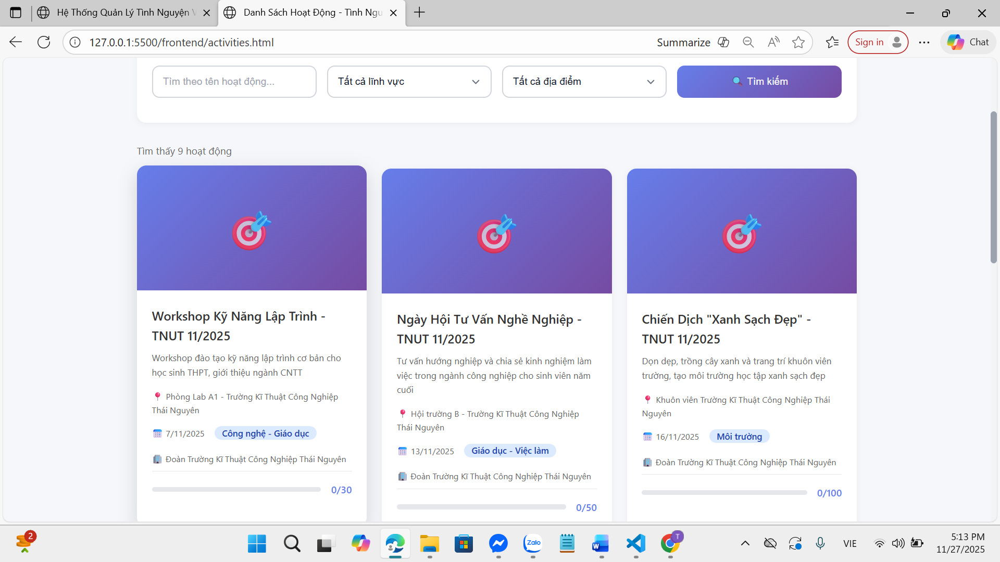 Hệ Thống Quản Lý Tình Nguyện V
Danh Sách Hoạt Động - Tình Ngu
127.0.0.1:5500/frontend/activities.html
Summarize
Sign in
Chat
Tìm theo tên hoạt động...
Tất cả lĩnh vực
Tất cả địa điểm
Tìm kiếm
Tìm thấy 9 hoạt động
Workshop Kỹ Năng Lập Trình -
TNUT 11/2025
Workshop đào tạo kỹ năng lập trình cơ bản cho
học sinh THPT, giới thiệu ngành CNTT
Phòng Lab A1 - Trường Kĩ Thuật Công Nghiệp
Thái Nguyên
7/11/2025
Công nghệ - Giáo dục
Đoàn Trường Kĩ Thuật Công Nghiệp Thái Nguyên
0/30
Ngày Hội Tư Vấn Nghề Nghiệp -
TNUT 11/2025
Tư vấn hướng nghiệp và chia sẻ kinh nghiệm làm
việc trong ngành công nghiệp cho sinh viên năm
cuối
Hội trường B - Trường Kĩ Thuật Công Nghiệp
Thái Nguyên
13/11/2025
Giáo dục - Việc làm
Đoàn Trường Kĩ Thuật Công Nghiệp Thái Nguyên
0/50
Chiến Dịch "Xanh Sạch Đẹp" -
TNUT 11/2025
Dọn dẹp, trồng cây xanh và trang trí khuôn viên
trường, tạo môi trường học tập xanh sạch đẹp
Khuôn viên Trường Kĩ Thuật Công Nghiệp Thái
Nguyên
16/11/2025
Môi trường
Đoàn Trường Kĩ Thuật Công Nghiệp Thái Nguyên
0/100
2
Zalo
W
T
VIE
5:13 PM
11/27/2025